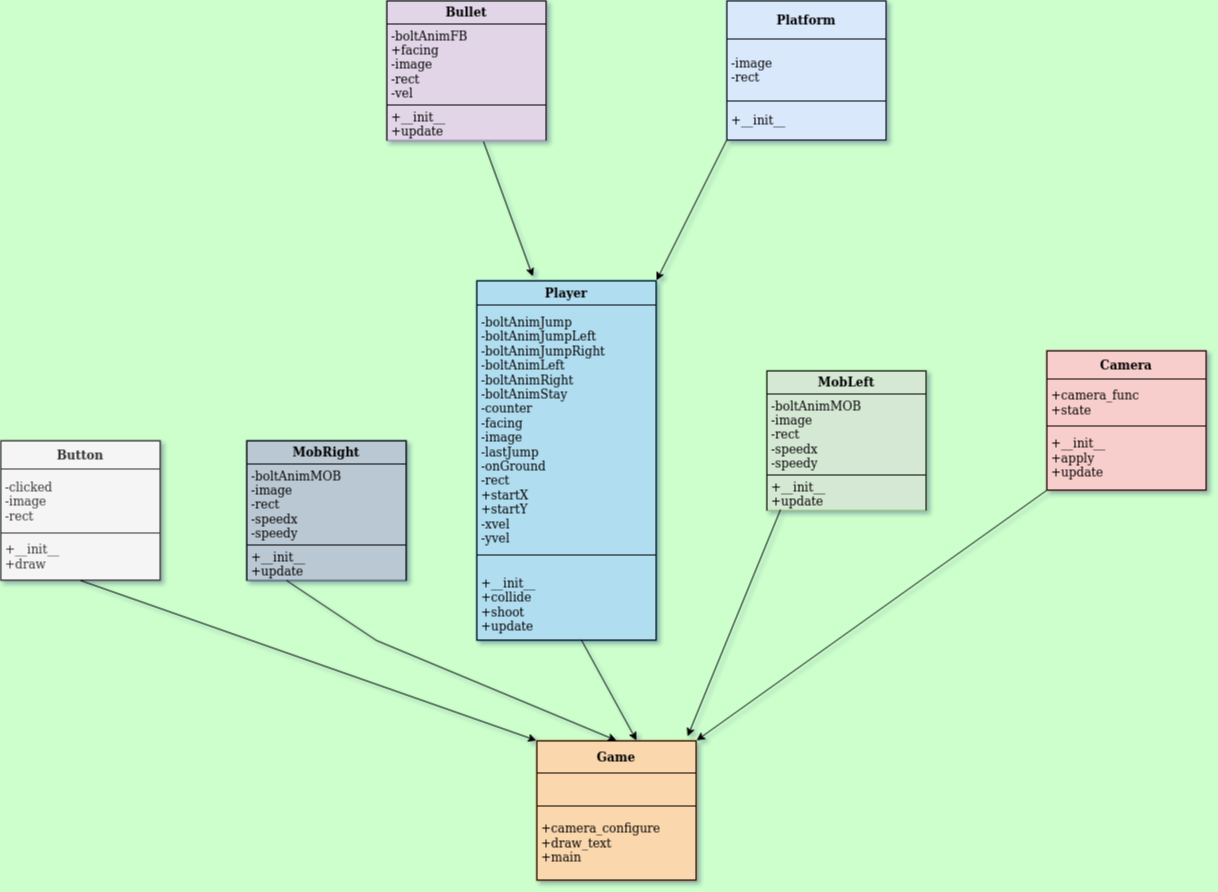 Bullet
-boltAnimFB
+facing
-image
-rect
-vel
+__init__
+update
Platform
-image
-rect
+__init__
Player
-boltAnimJump
-boltAnimJumpLeft
-boltAnimJumpRight
-boltAnimLeft
-boltAnimRight
-boltAnimStay
-counter
-facing
-image
-lastJump
-onGround
-rect
+startX
+startY
-xvel
-yvel
+__init__
+collide
+shoot
+update
Camera
+camera_func
+state
+__init__
+apply
+update
MobLeft
-boltAnimMOB
-image
-rect
-speedx
-speedy
+__init__
+update
Button
-clicked
-image
-rect
+__init__
+draw
MobRight
-boltAnimMOB
-image
-rect
-speedx
-speedy
+__init__
+update
Game
+camera_configure
+draw_text
+main